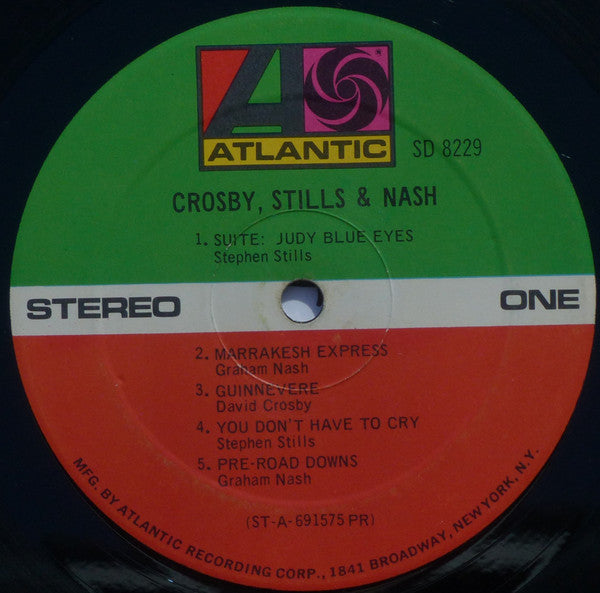 ATLANTIC
SD 8229
CROSBY, STILLS & NASH
1. SUITE: JUDY BLUE EYES
Stephen Stills
STEREO
ONE
2. MARRAKESH EXPRESS
Graham Nash
3. GUINNEVERE
David Crosby
4. YOU DON'T HAVE TO CRY
Stephen Stills
5. PRE-ROAD DOWNS
Graham Nash
(ST-A-691575 PR)
MFG. BY ATLANTIC RECORDING CORP., 1841 BROADWAY, NEW YORK, N.Y.